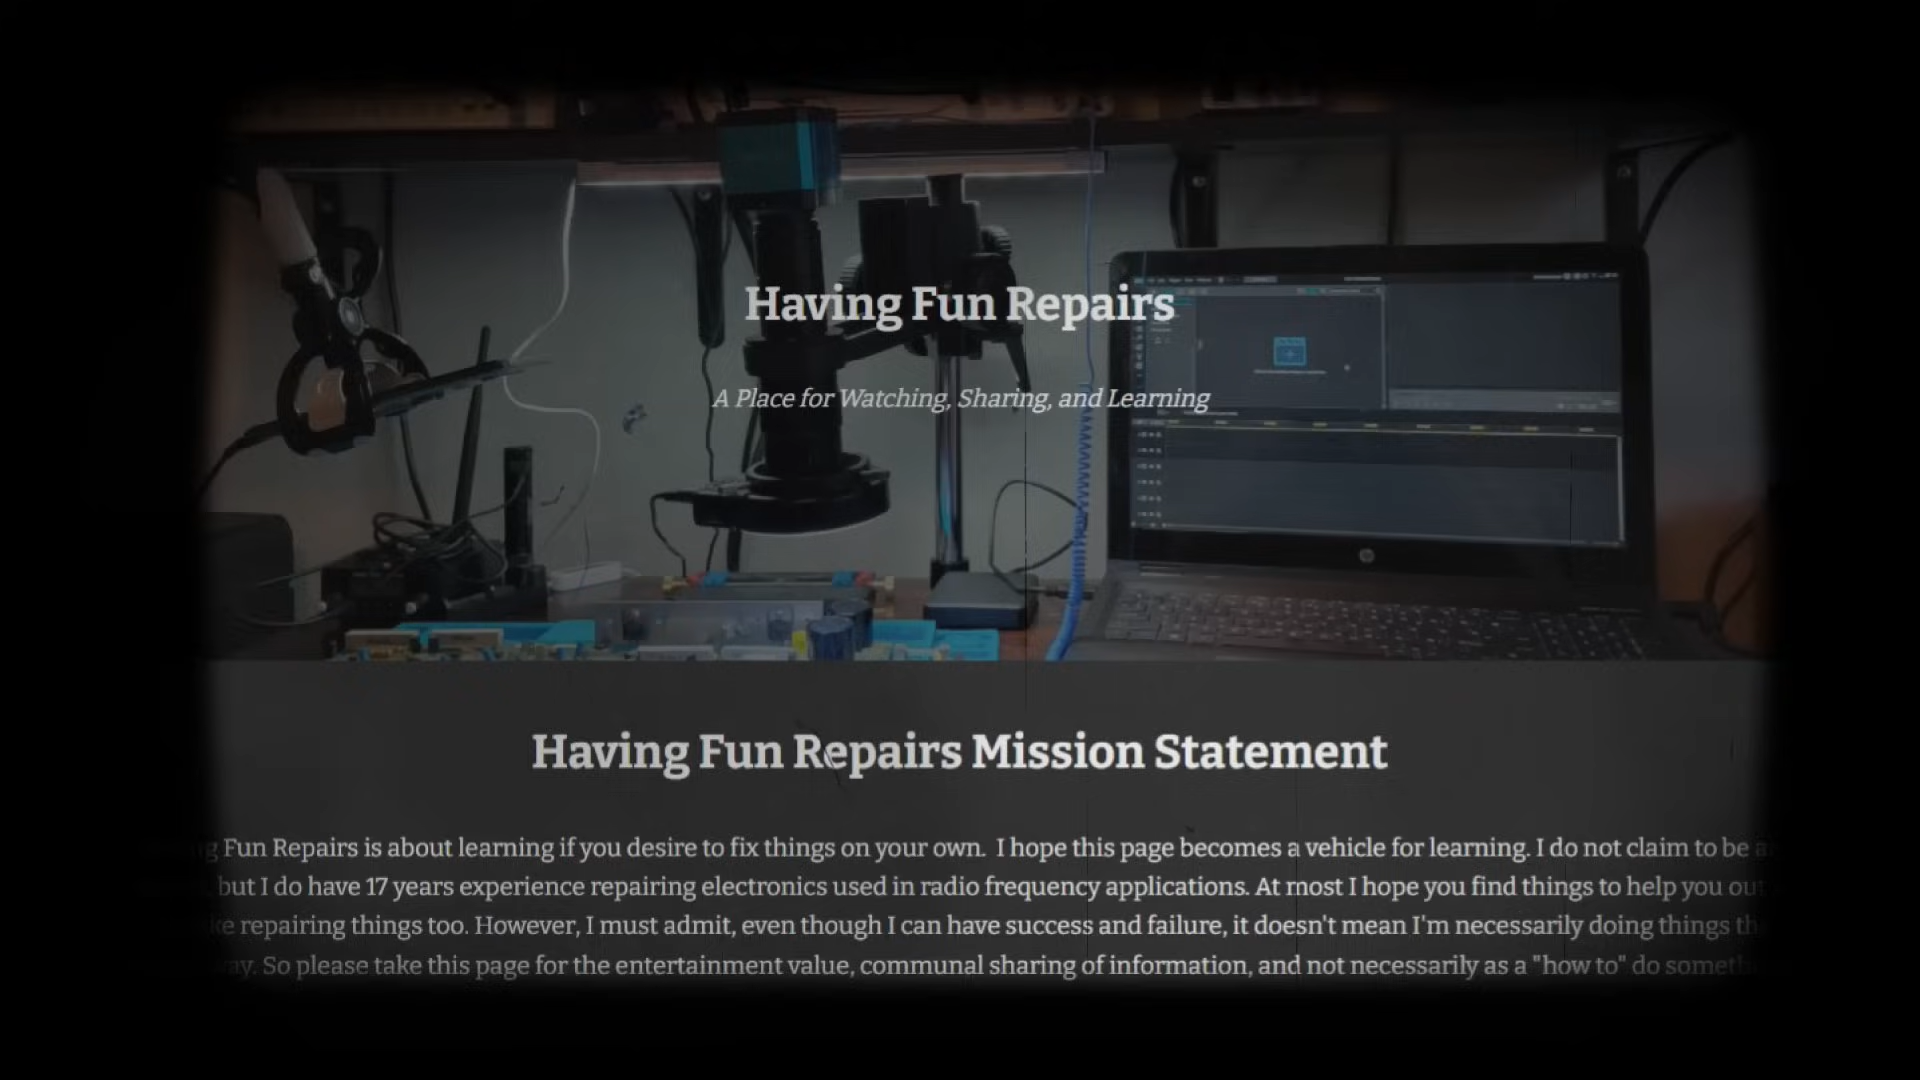 Having Fun Repairs
A Place for Watching, Sharing, and Learning
Having Fun Repairs Mission Statement
Fun Repairs is about learning if you desire to fix things on your own. I hope this page becomes a vehicle for learning. I do not claim to be
but I do have 17 years experience repairing electronics used in radio frequency applications. At most I hope you find things to help you out
repairing things too. However, I must admit, even though I can have success and failure, it doesn't mean I'm necessarily doing things
So please take this page for the entertainment value, communal sharing of information, and not necessarily as a "how to" do